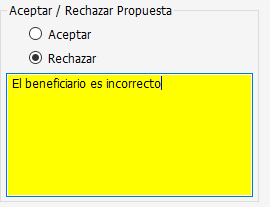 Aceptar / Rechazar Propuesta
Aceptar
Rechazar
El beneficiario es incorrecto